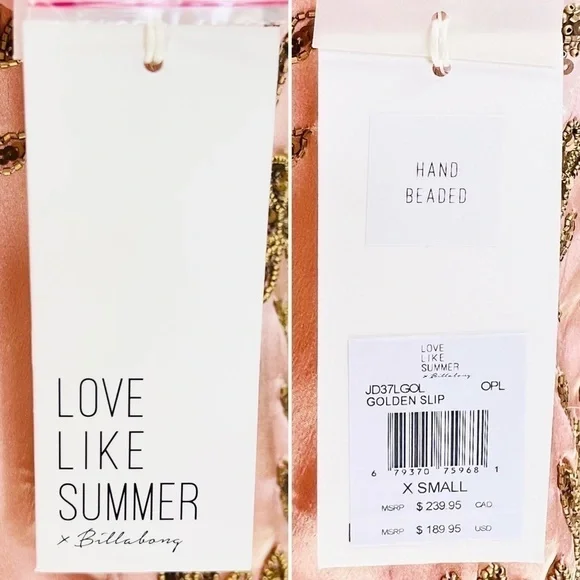 LOVE
LIKE
SUMMER
x Billabong
HAND
BEADED
LOVE
LIKE
SUMMER
x Billabong
JD37LGOL OPL
GOLDEN SLIP
6 79370 75968 1
X SMALL
MSRP $ 239.95 CAD
MSRP $ 189.95 USD